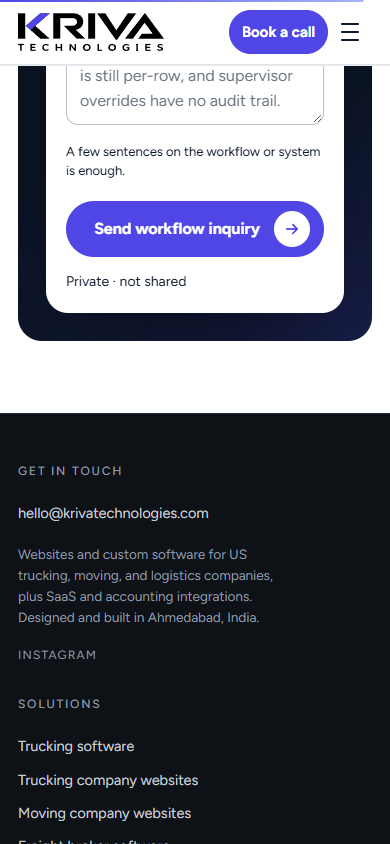 KRIVA
TECHNOLOGIES
Book a call
is still per-row, and supervisor
overrides have no audit trail.
A few sentences on the workflow or system
is enough.
Send workflow inquiry
Private · not shared
GET IN TOUCH
hello@krivatechnologies.com
Websites and custom software for US
trucking, moving, and logistics companies,
plus SaaS and accounting integrations.
Designed and built in Ahmedabad, India.
INSTAGRAM
SOLUTIONS
Trucking software
Trucking company websites
Moving company websites
Freight broker software